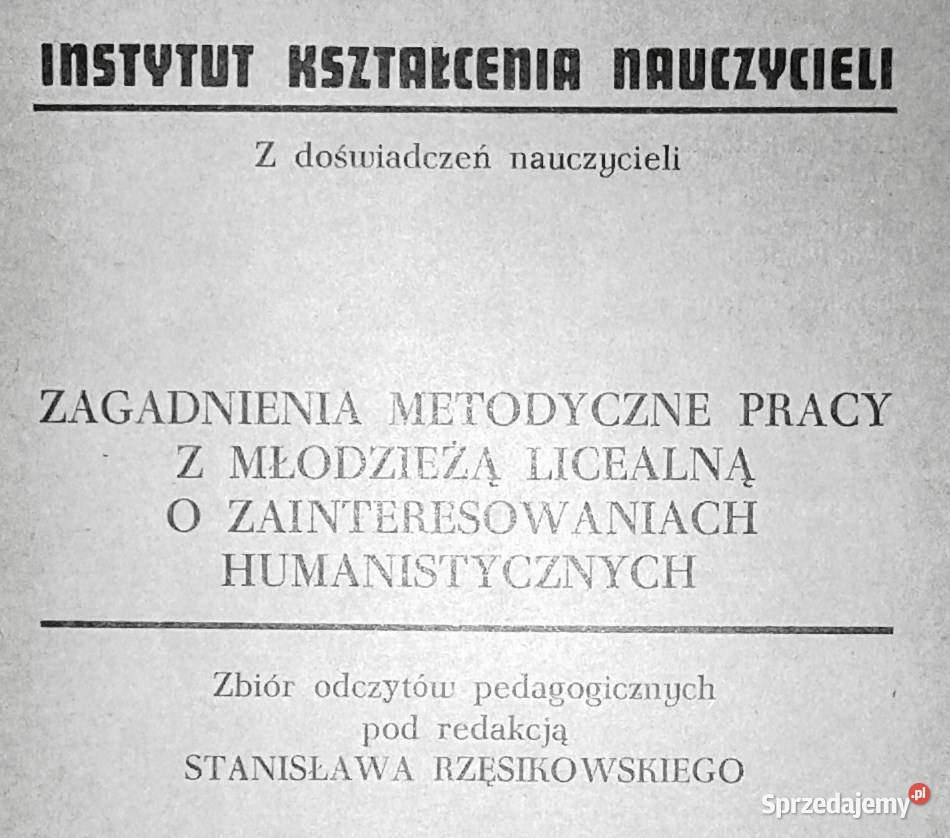 INSTYTUT KSZTAŁCENIA NAUCZYCIELI
Z doświadczeń nauczycieli
ZAGADNIENIA METODYCZNE PRACY
Z MŁODZIEŻĄ LICEALNĄ
O ZAINTERESOWANIACH
HUMANISTYCZNYCH
Zbiór odczytów pedagogicznych
pod redakcją
STANISŁAWA RZĘSIKOWSKIEGO
Sprzedajemy.pl